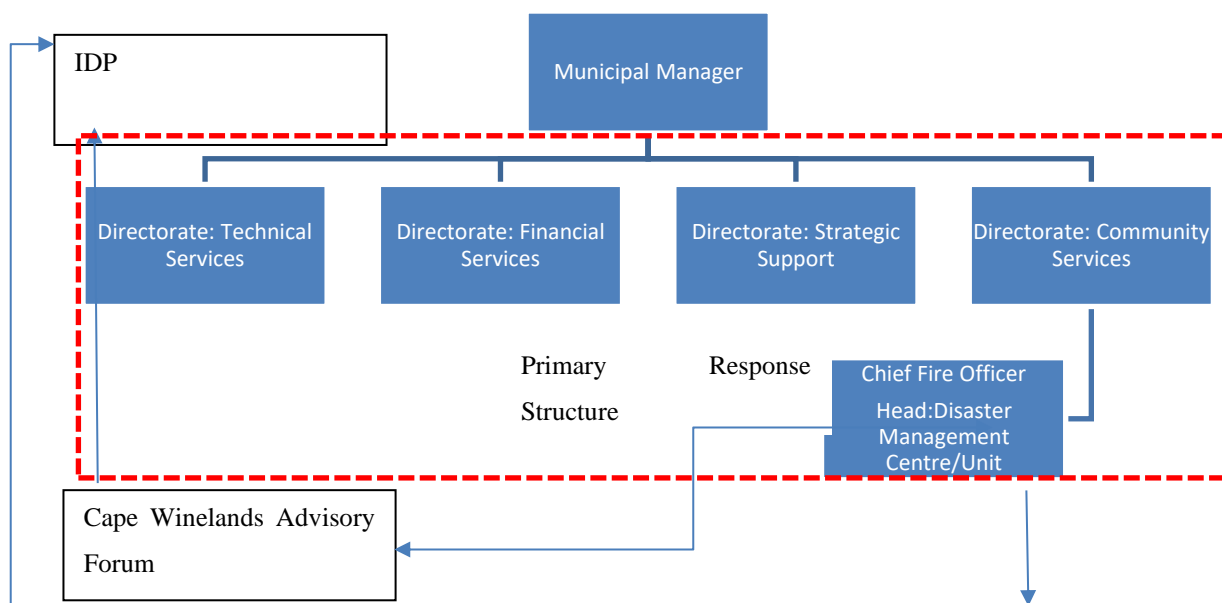 IDP
Municipal Manager
Directorate: Technical
Services
Directorate: Financial
Services
Directorate: Strategic
Support
Directorate: Community
Services
Primary Response
Structure
Chief Fire Officer
Head:Disaster
Management
Centre/Unit
Cape Winelands Advisory
Forum